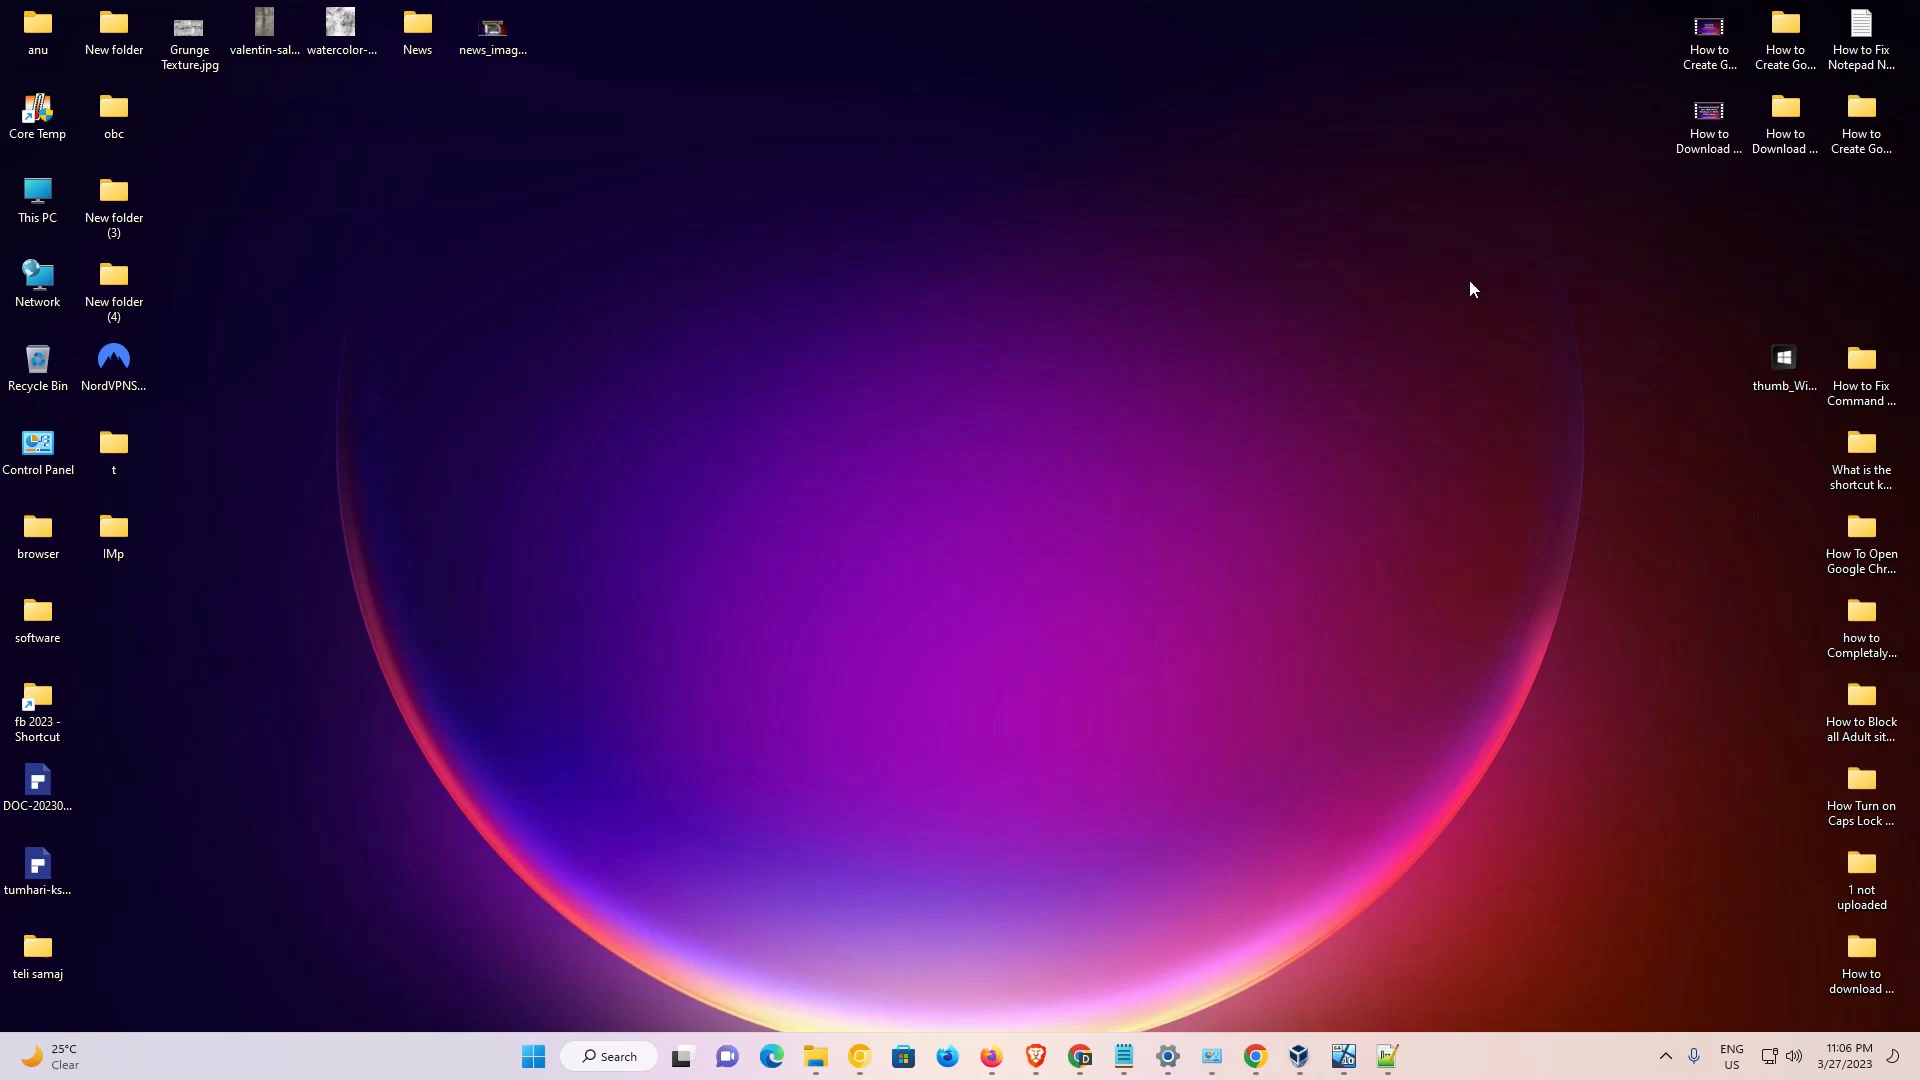 anu
New folder
Grunge
Texture.jpg
valentin-sal...
watercolor-...
News
news_imag...
Core Temp
obc
This PC
New folder
(3)
Network
New folder
(4)
Recycle Bin
NordVPNS...
Control Panel
t
browser
IMp
software
fb 2023 -
Shortcut
DOC-20230...
tumhari-ks...
teli samaj
How to
Create G...
How to
Create Go...
How to Fix
Notepad N...
How to
Download ...
How to
Download ...
How to
Create Go...
thumb_Wi...
How to Fix
Command ...
What is the
shortcut k...
How To Open
Google Chr...
how to
Completaly...
How to Block
all Adult sit...
How Turn on
Caps Lock ...
1 not
uploaded
How to
download ...
25°C
Clear
Search
ENG
US
11:06 PM
3/27/2023